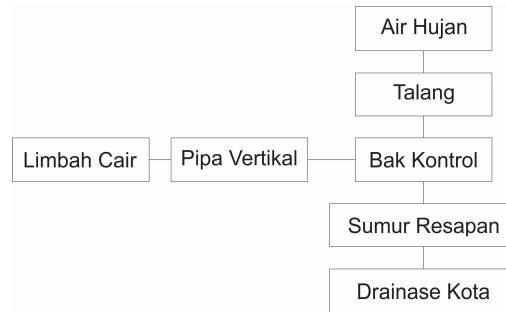 Air Hujan
Talang
Limbah Cair
Pipa Vertikal
Bak Kontrol
Sumur Resapan
Drainase Kota